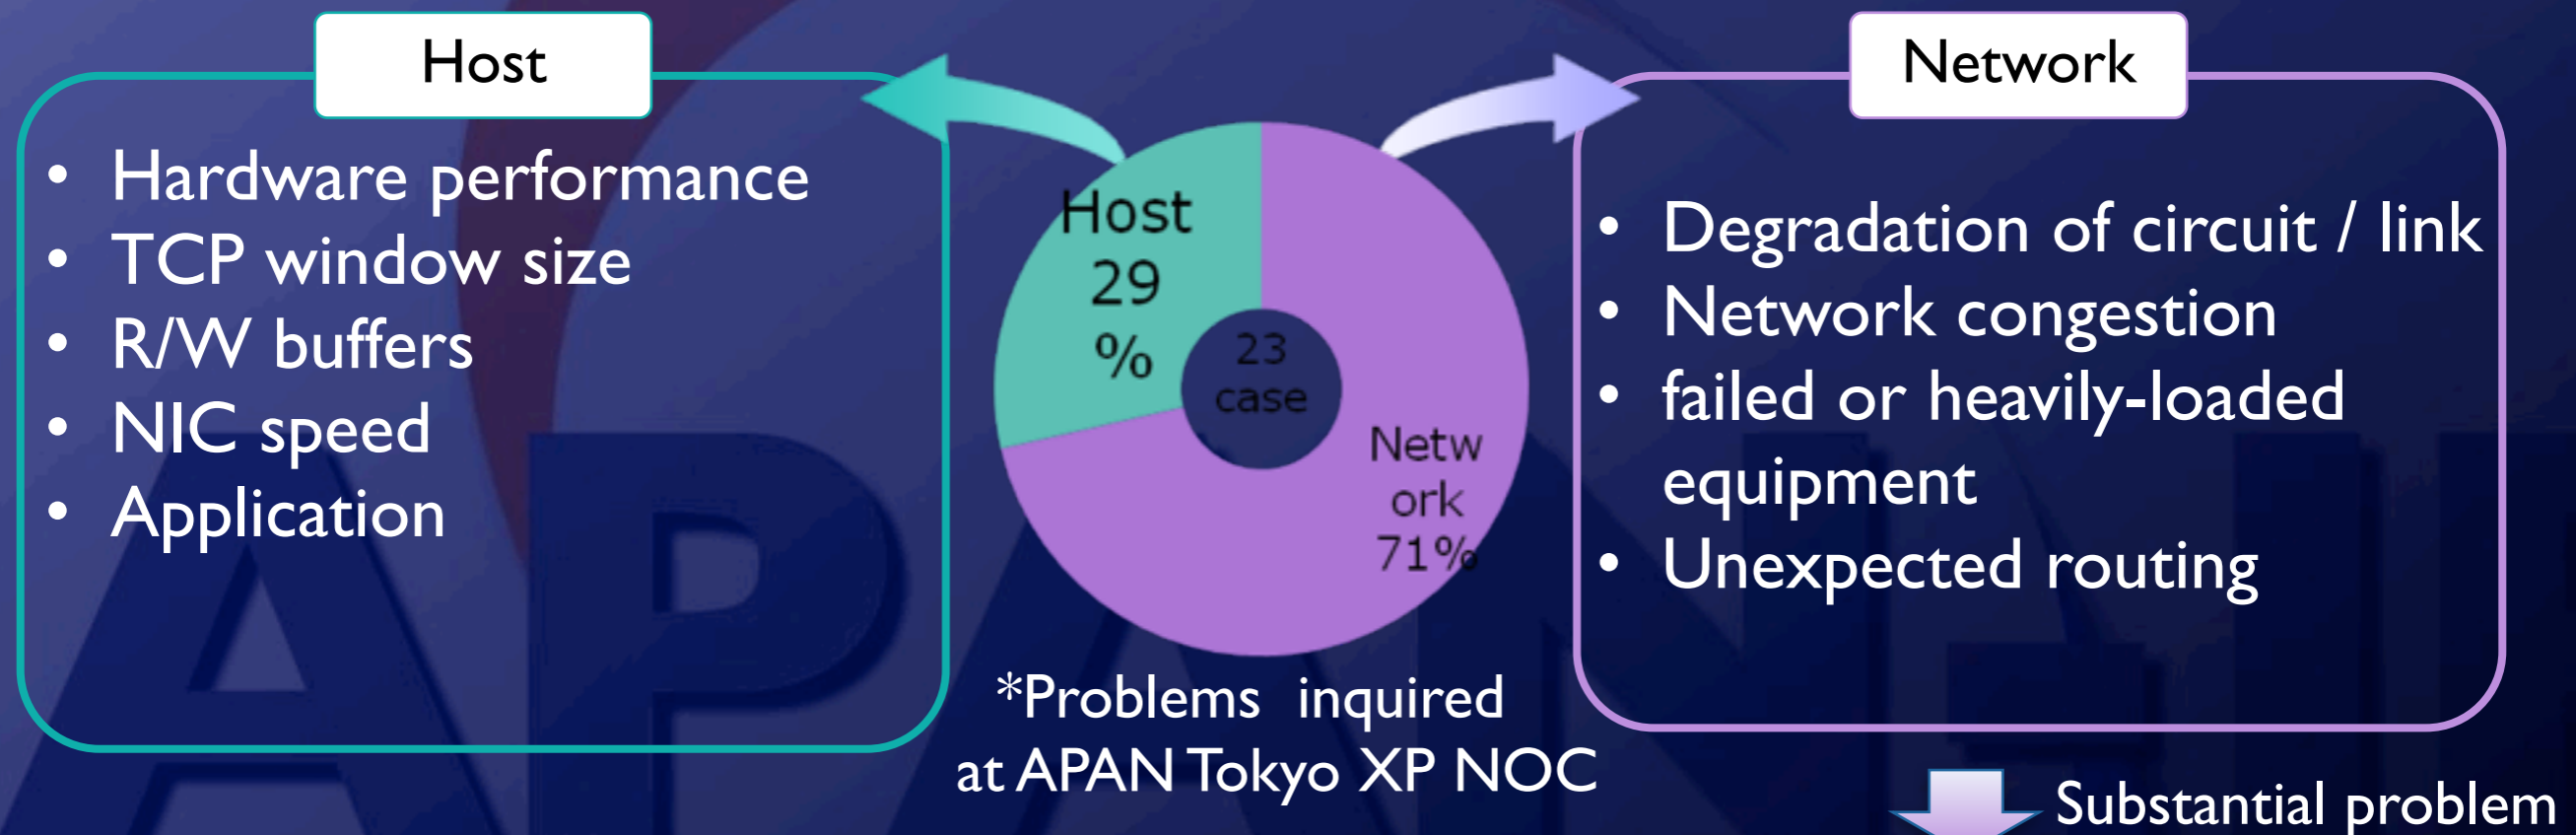 Host
• Hardware performance
• TCP window size
• R/W buffers
• NIC speed
• Application
Host
29
%
23
case
Netw
ork
71%
*Problems inquired
at APAN Tokyo XP NOC
Network
• Degradation of circuit / link
• Network congestion
• failed or heavily-loaded
equipment
• Unexpected routing
Substantial problem
APAN